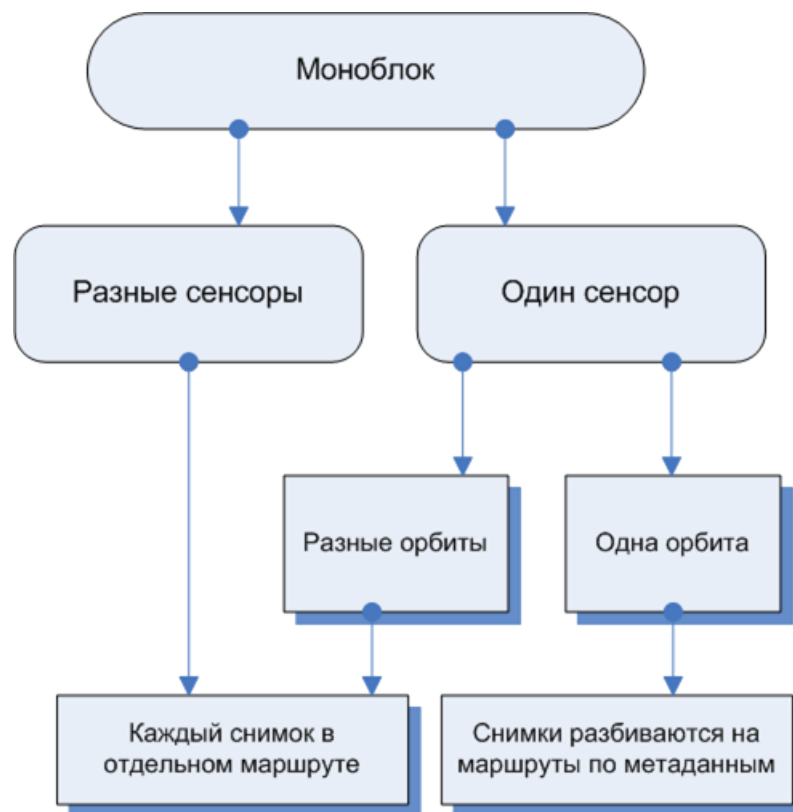 Моноблок
Разные сенсоры
Один сенсор
Разные орбиты
Одна орбита
Каждый снимок в
отдельном маршруте
Снимки разбиваются на
маршруты по метаданным